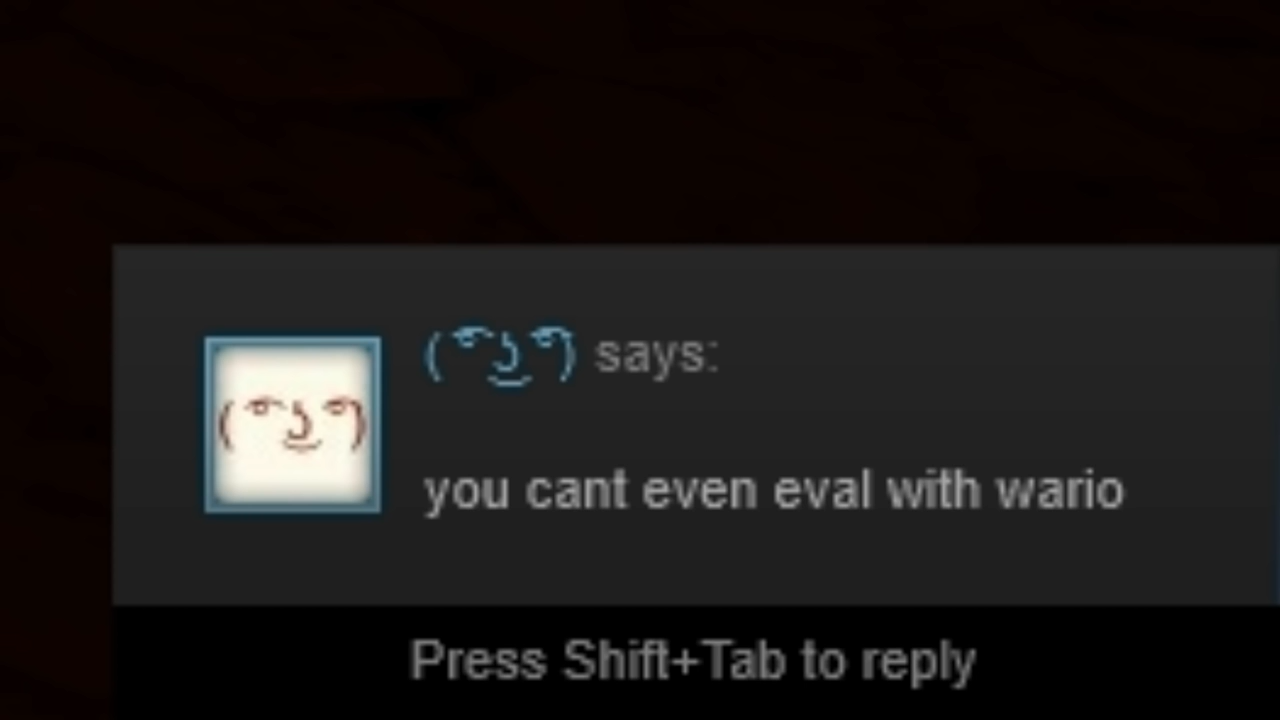 ( ͡° ͜ʖ ͡°) says:
( ͡° ͜ʖ ͡°)
you cant even eval with wario
Press Shift+Tab to reply